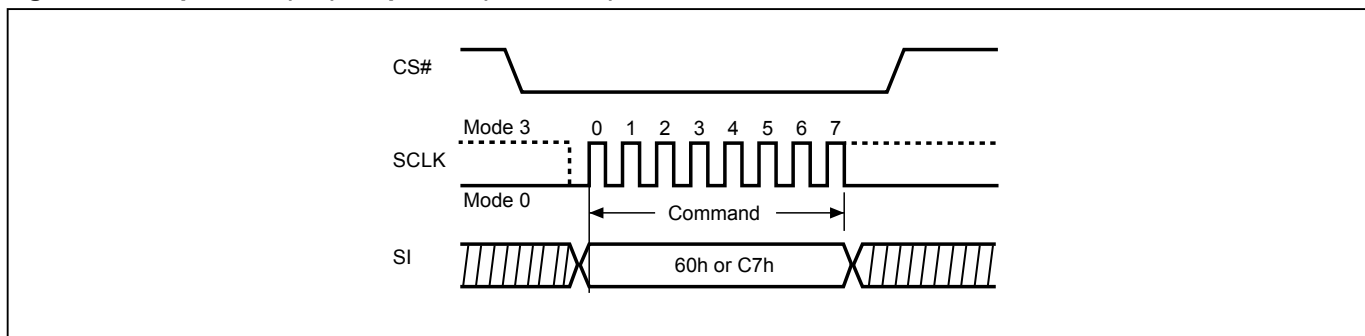 CS#
Mode 3 0 1 2 3 4 5 6 7
SCLK
Mode 0
Command
SI 60h or C7h